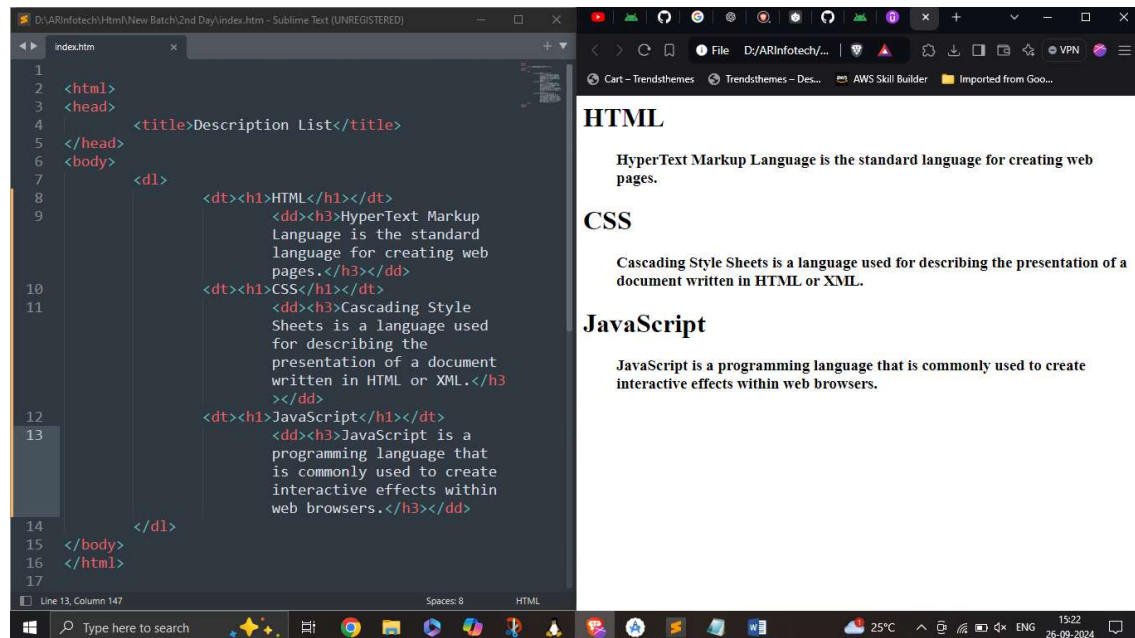 D:\ARInfotech\Html\New Batch\2nd Day\index.htm - Sublime Text (UNREGISTERED)
index.htm
1
2 <html>
3 <head>
4 <title>Description List</title>
5 </head>
6 <body>
7 <dl>
8 <dt><h1>HTML</h1></dt>
9 <dd><h3>HyperText Markup
Language is the standard
language for creating web
pages.</h3></dd>
10 <dt><h1>CSS</h1></dt>
11 <dd><h3>Cascading Style
Sheets is a language used
for describing the
presentation of a document
written in HTML or XML.</h3
></dd>
12 <dt><h1>JavaScript</h1></dt>
13 <dd><h3>JavaScript is a
programming language that
is commonly used to create
interactive effects within
web browsers.</h3></dd>
14 </dl>
15 </body>
16 </html>
17
Line 13, Column 147 Spaces: 8 HTML
File D:/ARInfotech/... VPN
Cart – Trendsthemes Trendsthemes – Des... AWS Skill Builder Imported from Goo...
HTML
HyperText Markup Language is the standard language for creating web
pages.
CSS
Cascading Style Sheets is a language used for describing the presentation of a
document written in HTML or XML.
JavaScript
JavaScript is a programming language that is commonly used to create
interactive effects within web browsers.
Type here to search 25°C ENG 15:22
26-09-2024